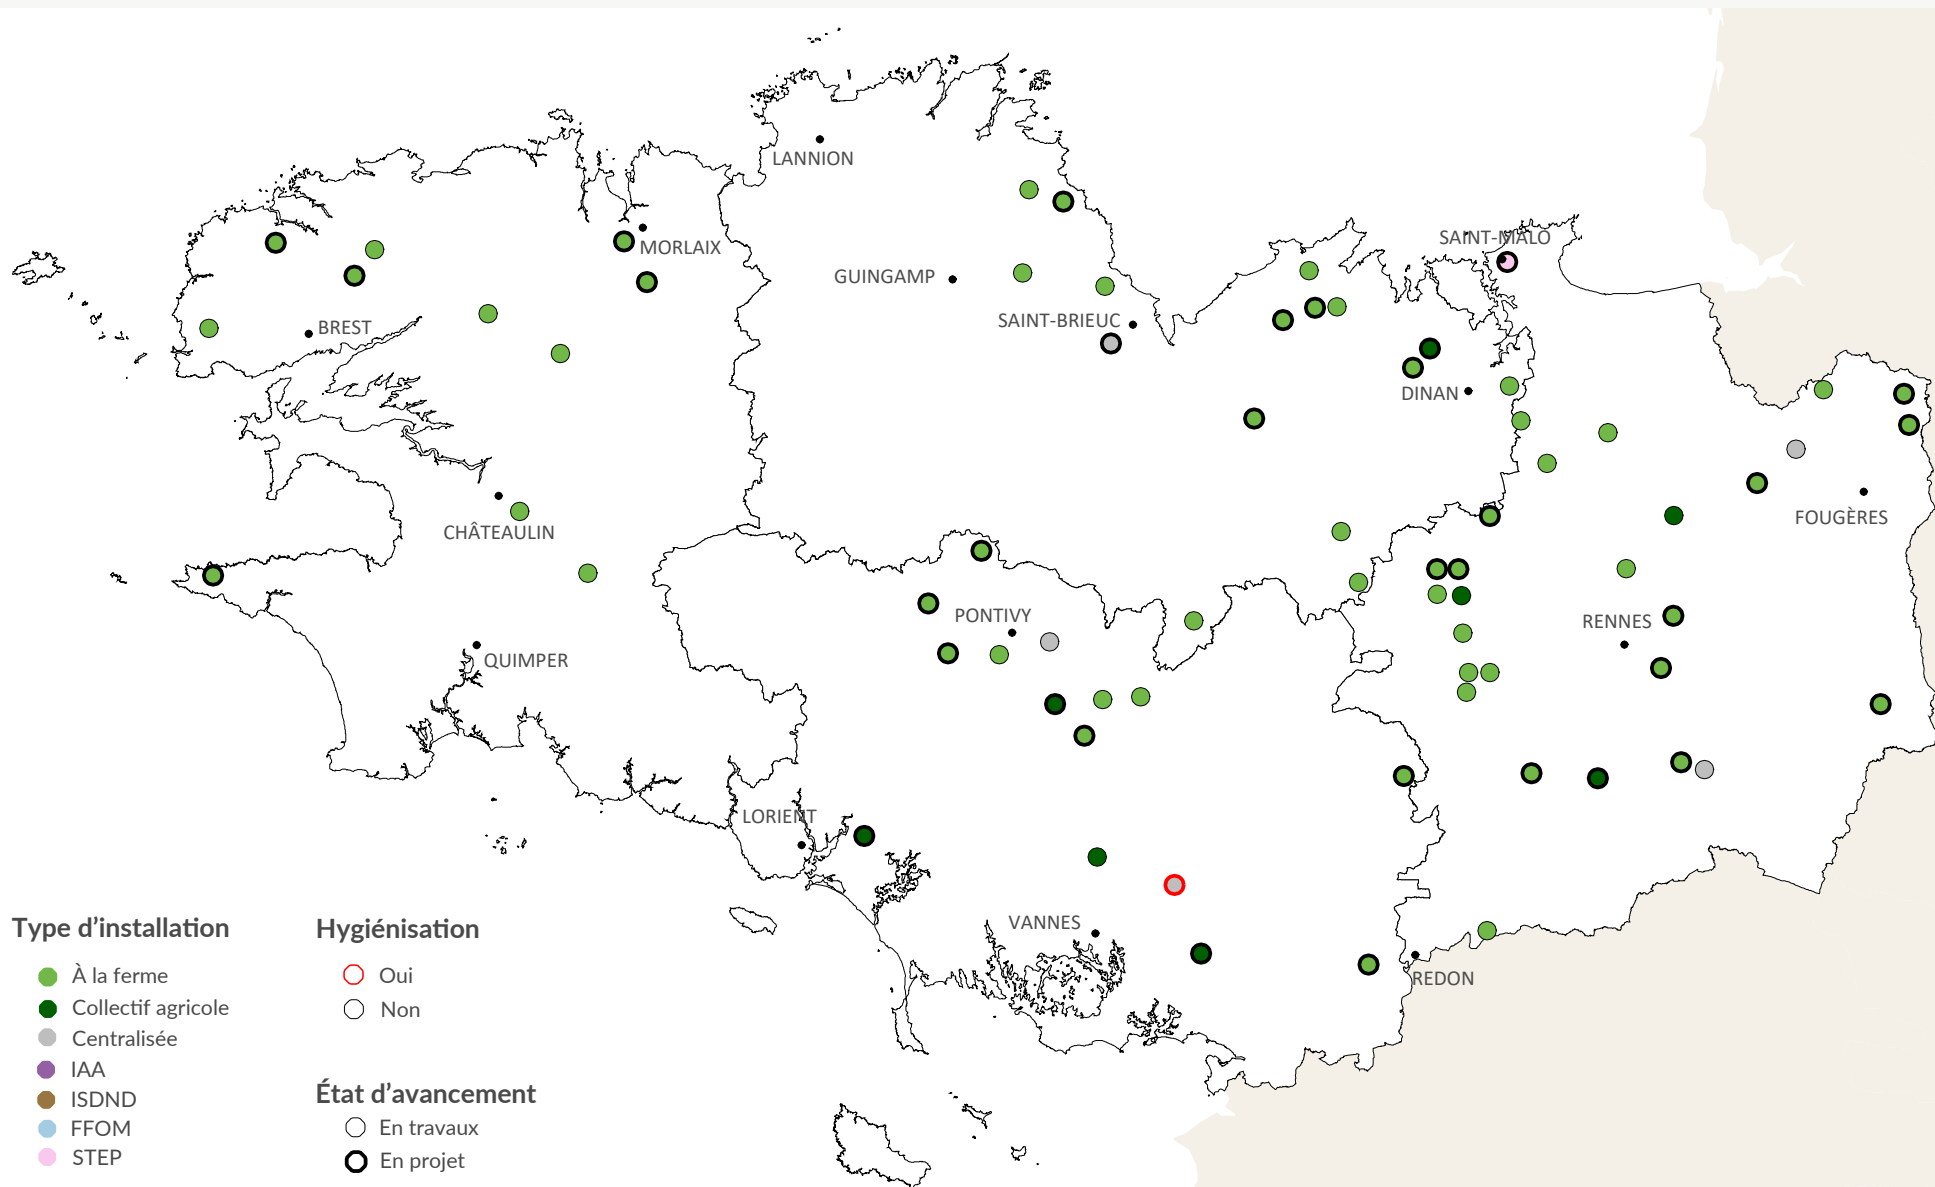 LANNION
MORLAIX
SAINT-MALO
GUINGAMP
SAINT-BRIEUC
BREST
DINAN
FOUGÈRES
CHÂTEAULIN
PONTIVY
RENNES
QUIMPER
LORIENT
VANNES
REDON
Type d’installation
À la ferme
Collectif agricole
Centralisée
IAA
ISDND
FFOM
STEP
Hygiénisation
Oui
Non
État d’avancement
En travaux
En projet